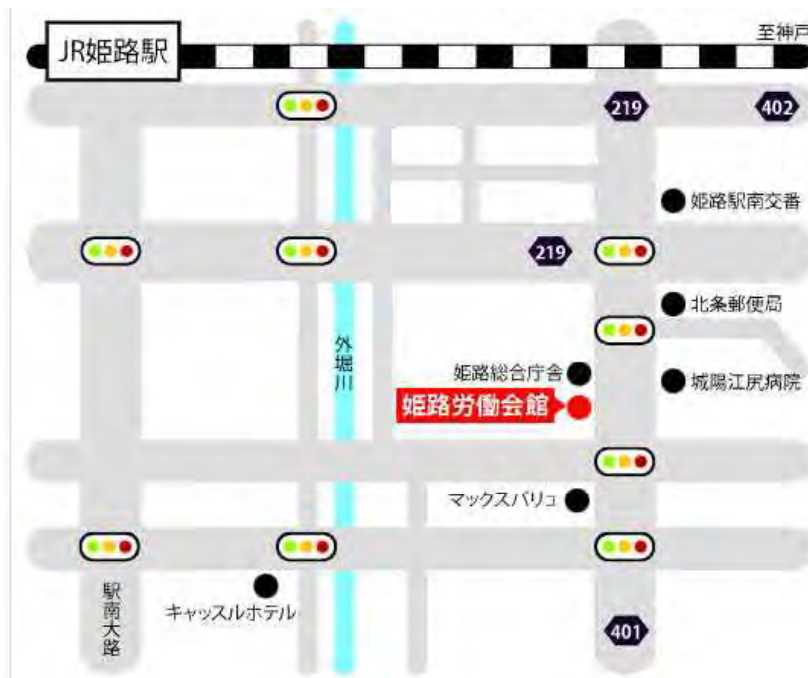 至神戸
JR姫路駅
219
402
姫路駅南交番
219
北条郵便局
外堀川
姫路総合庁舎
城陽江尻病院
姫路労働会館
マックスバリュ
駅南大路
キャッスルホテル
401